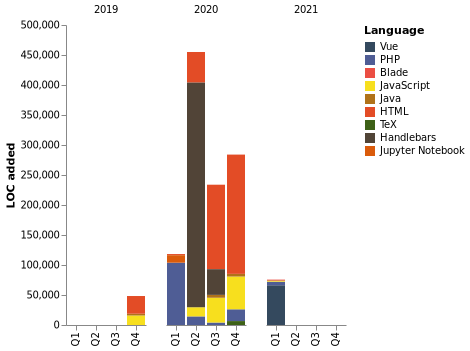 2019 2020 2021
Language
500,000
Vue
450,000
PHP
Blade
400,000
JavaScript
Java
350,000
HTML
TeX
300,000
Handlebars
Jupyter Notebook
250,000
LOC added
200,000
150,000
100,000
50,000
0
Q1 Q2 Q3 Q4 Q1 Q2 Q3 Q4 Q1 Q2 Q3 Q4